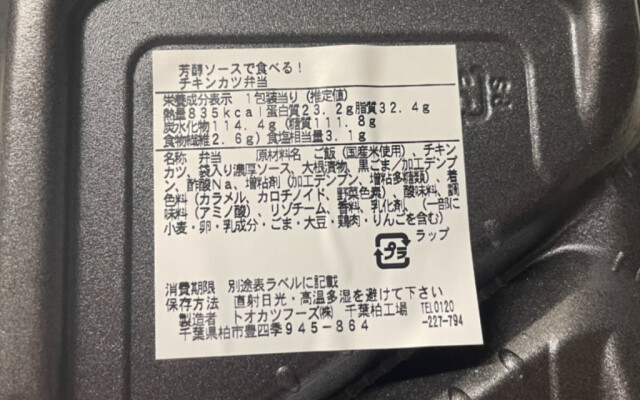 芳醇ソースで食べる！
チキンカツ弁当
栄養成分表示 1包装当り（推定値）
熱量835kcal蛋白質23.2g脂質32.4g
炭水化物114.4g（糖質111.8g
食物繊維2.6g）食塩相当量3.1g
名称 弁当 原材料名 ご飯（国産米使用）、チキン
カツ、袋入り濃厚ソース、大根漬物、黒ごま／加工デンプ
ン、酢酸Na、増粘剤（加工デンプン、増粘多糖類）、着
色料（カラメル、カロチノイド、野菜色素）、酸味料、調
味料（アミノ酸）、リゾチーム、香料、乳化剤、（一部に
小麦・卵・乳成分・ごま・大豆・鶏肉・りんごを含む）
プラ ラップ
消費期限 別途表ラベルに記載
保存方法 直射日光・高温多湿を避けて下さい
製造者 トオカツフーズ㈱ 千葉柏工場 TEL0120
千葉県柏市豊四季945-864 -227-794